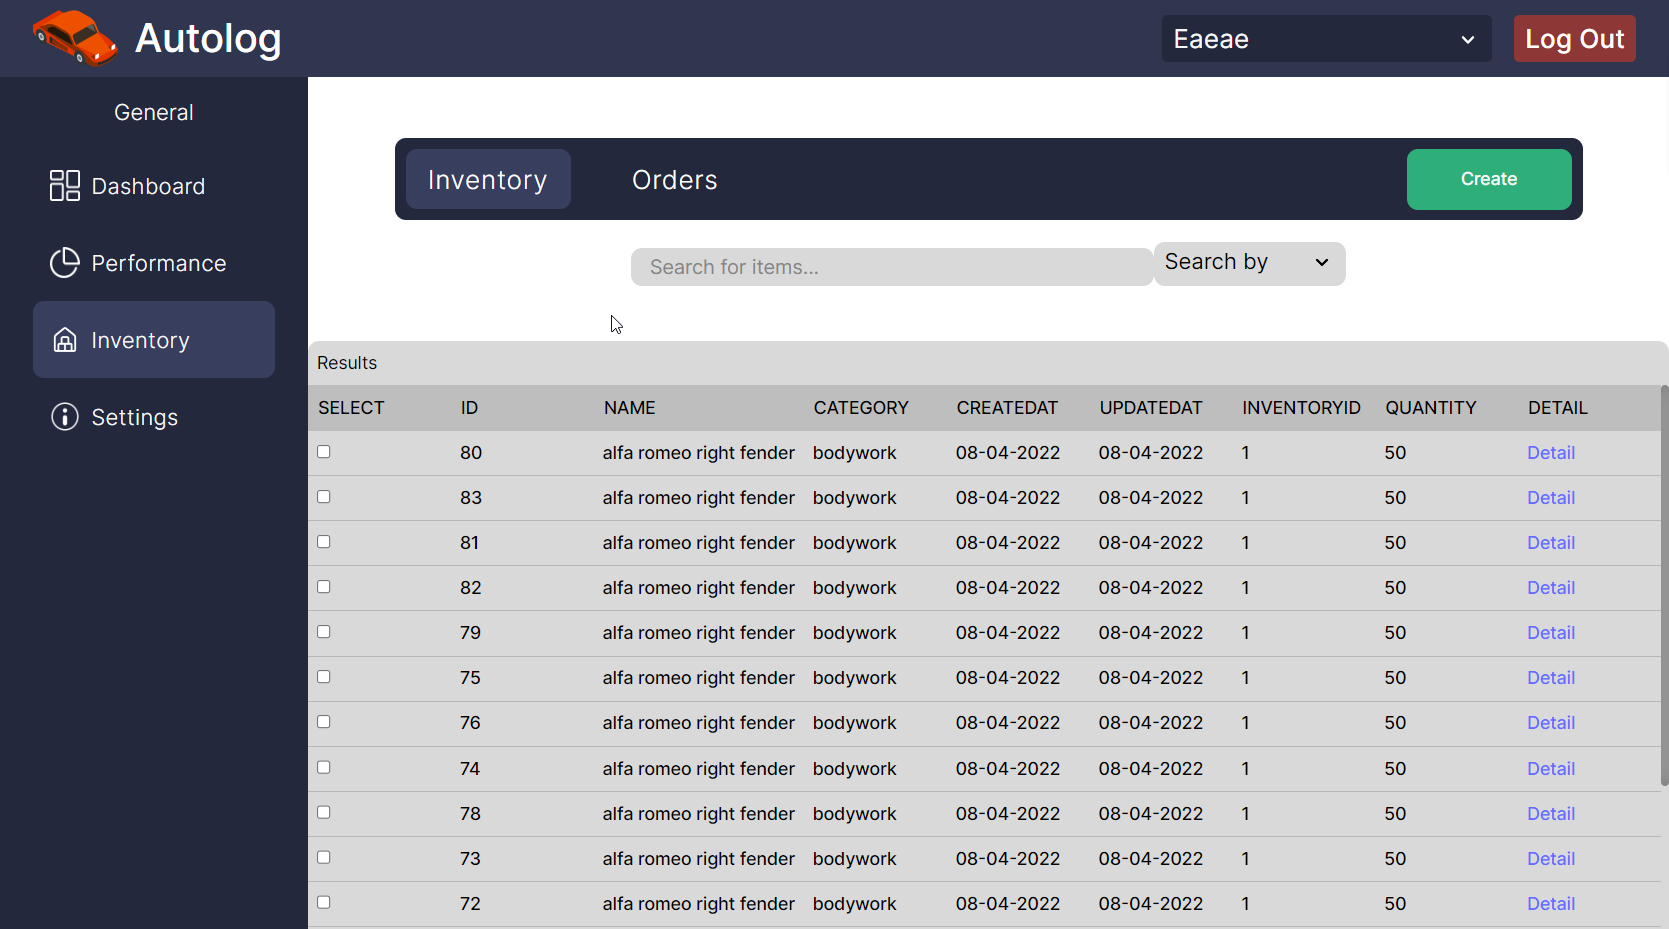 Autolog
Eaeae
Log Out
General
Dashboard
Performance
Inventory
Settings
Inventory
Orders
Create
Search for items...
Search by
Results
SELECT ID NAME CATEGORY CREATEDAT UPDATEDAT INVENTORYID QUANTITY DETAIL
80 alfa romeo right fender bodywork 08-04-2022 08-04-2022 1 50 Detail
83 alfa romeo right fender bodywork 08-04-2022 08-04-2022 1 50 Detail
81 alfa romeo right fender bodywork 08-04-2022 08-04-2022 1 50 Detail
82 alfa romeo right fender bodywork 08-04-2022 08-04-2022 1 50 Detail
79 alfa romeo right fender bodywork 08-04-2022 08-04-2022 1 50 Detail
75 alfa romeo right fender bodywork 08-04-2022 08-04-2022 1 50 Detail
76 alfa romeo right fender bodywork 08-04-2022 08-04-2022 1 50 Detail
74 alfa romeo right fender bodywork 08-04-2022 08-04-2022 1 50 Detail
78 alfa romeo right fender bodywork 08-04-2022 08-04-2022 1 50 Detail
73 alfa romeo right fender bodywork 08-04-2022 08-04-2022 1 50 Detail
72 alfa romeo right fender bodywork 08-04-2022 08-04-2022 1 50 Detail